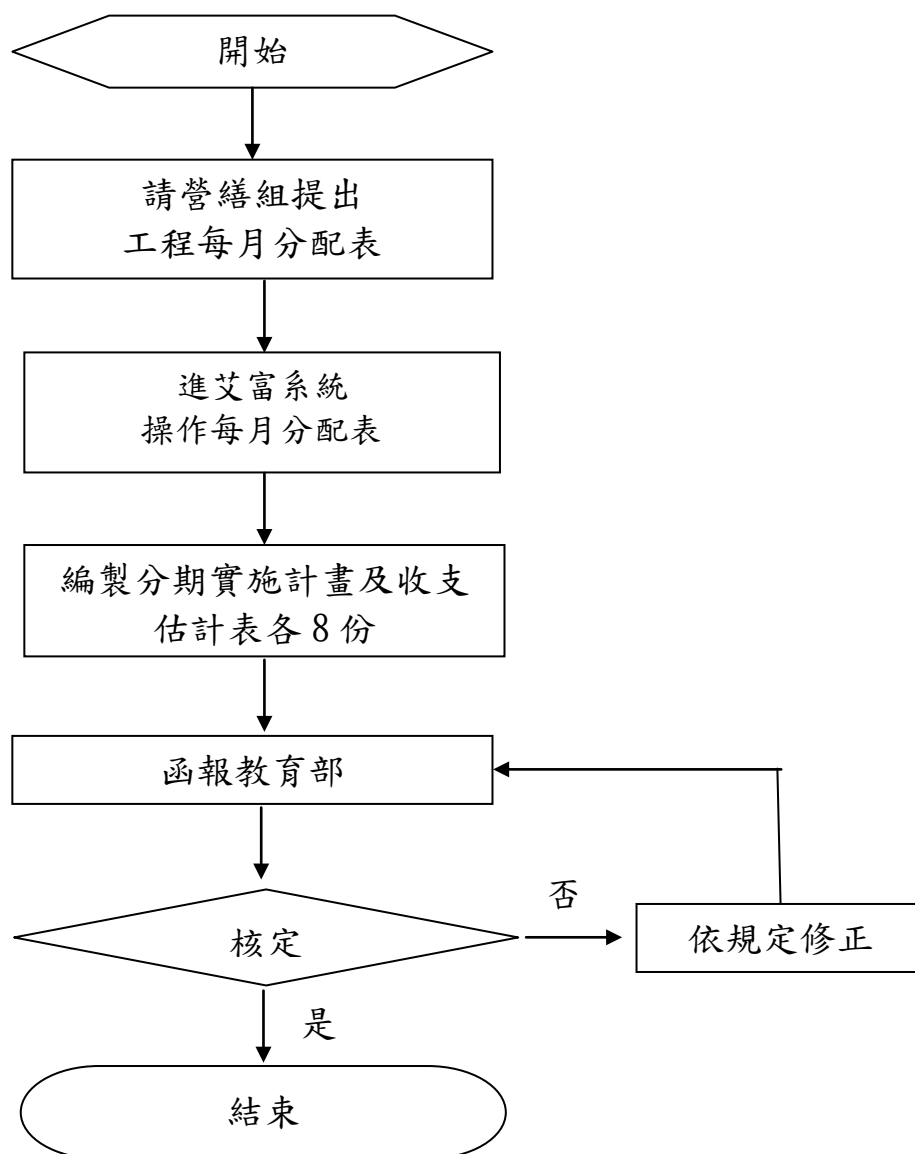 開始
請營繕組提出
工程每月分配表
進艾富系統
操作每月分配表
編製分期實施計畫及收支
估計表各 8 份
函報教育部
否
核定
依規定修正
是
結束